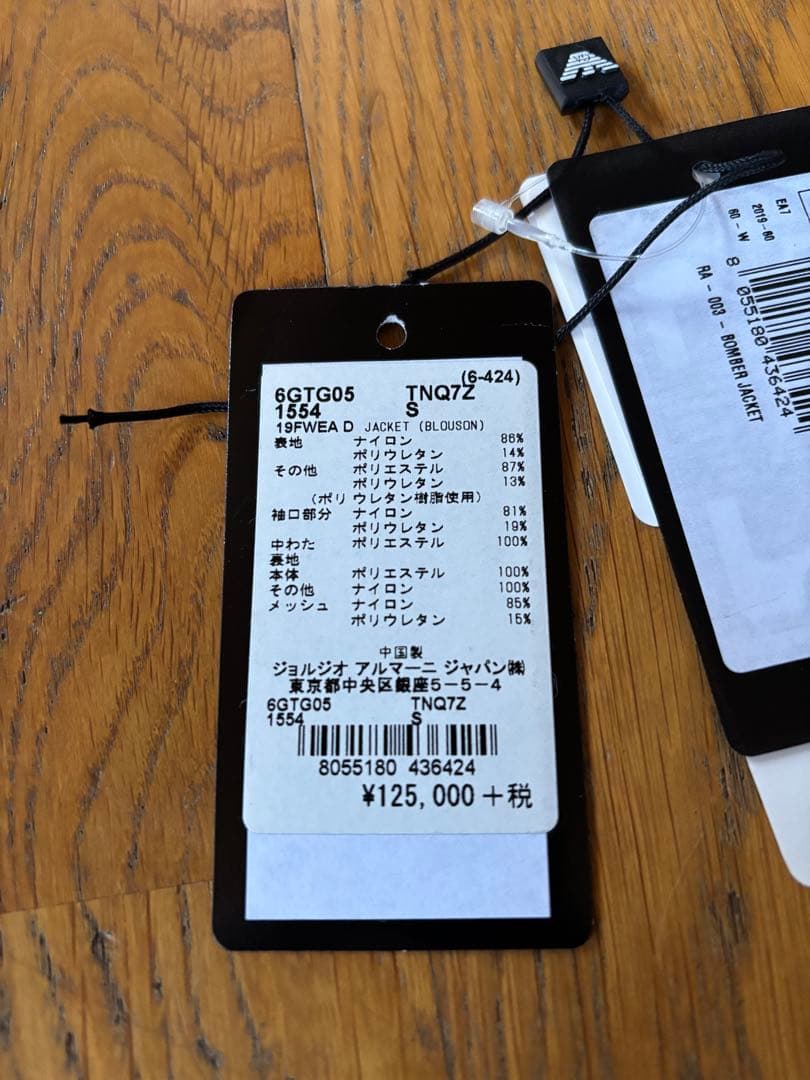 (6-424)
6GTG05 TNQ7Z
1554 S
19FWEA D JACKET (BLOUSON)
表地 ナイロン 86%
ポリウレタン 14%
その他 ポリエステル 87%
ポリウレタン 13%
(ポリウレタン樹脂使用)
袖口部分 ナイロン 81%
ポリウレタン 19%
中わた ポリエステル 100%
裏地
本体 ポリエステル 100%
その他 ナイロン 100%
メッシュ ナイロン 85%
ポリウレタン 15%
中国製
ジョルジオ アルマーニ ジャパン㈱
東京都中央区銀座5-5-4
6GTG05 TNQ7Z
1554 S
8055180 436424
¥125,000+税
EA7
2019-60
60 - W
8 055180 436424
RA - 003 - BOMBER JACKET